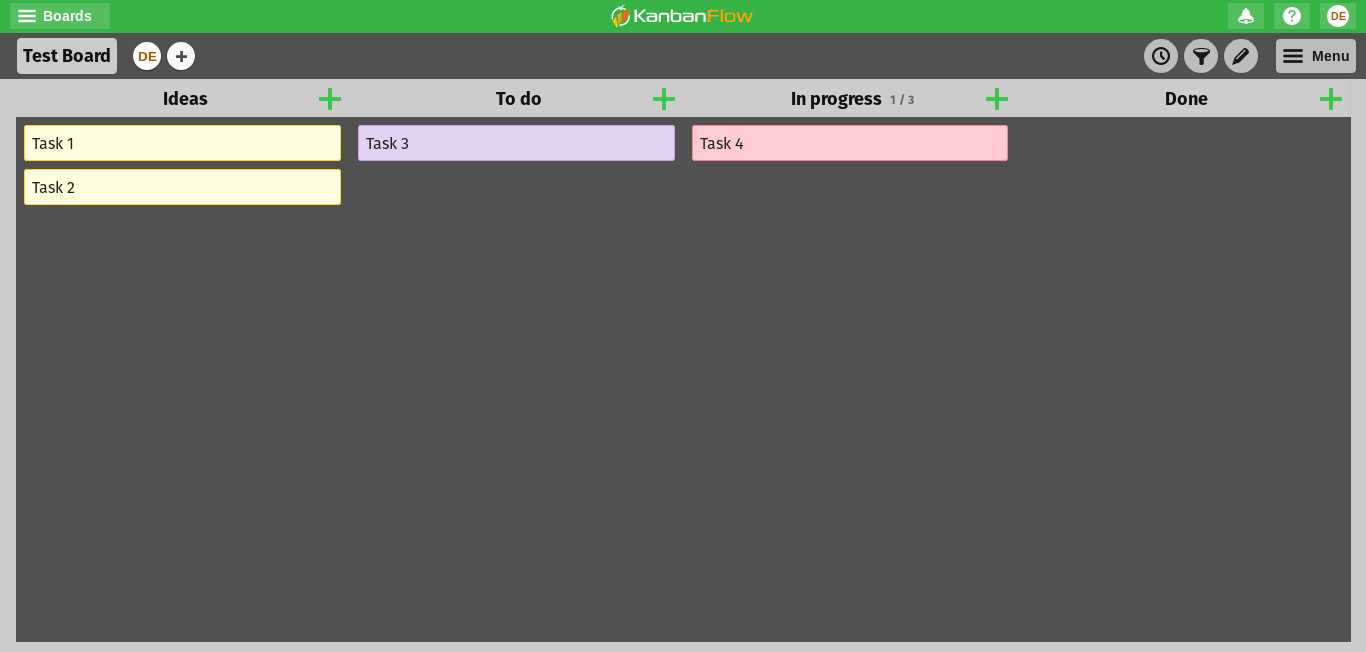 Boards
KanbanFlow
DE
Test Board
DE
Menu
Ideas
To do
In progress 1 / 3
Done
Task 1
Task 3
Task 4
Task 2